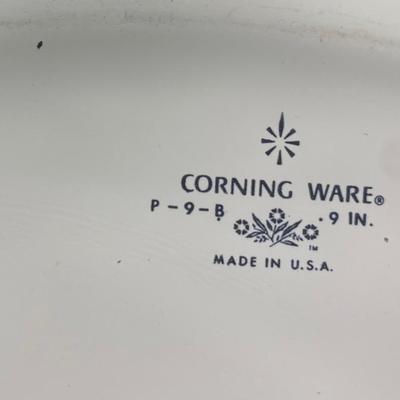 CORNING WARE®
P-9-B · 9 IN.
TM
MADE IN U.S.A.